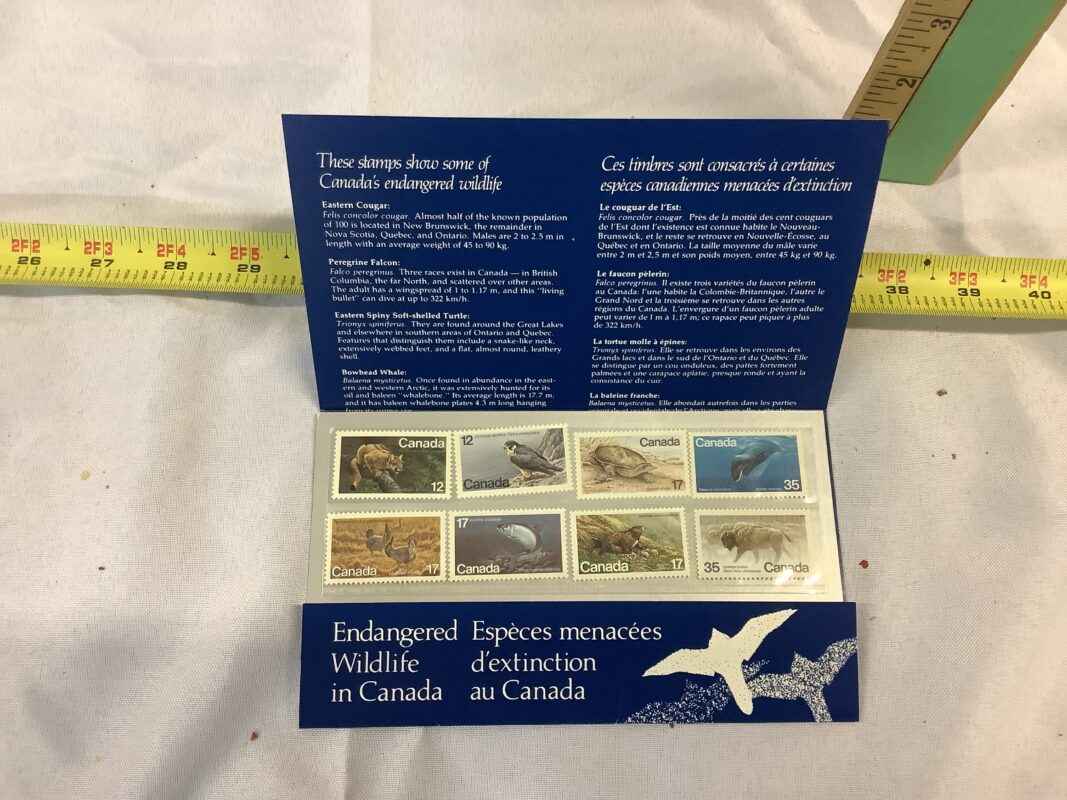 3
2
2F2 2F3 2F4 2F5
26 27 28 29
3F2 3F3 3F4
38 39 40
These stamps show some of
Canada's endangered wildlife
Eastern Cougar:
Felis concolor cougar. Almost half of the known population
of 100 is located in New Brunswick, the remainder in
Nova Scotia, Quebec, and Ontario. Males are 2 to 2.5 m in
length with an average weight of 45 to 90 kg.
Peregrine Falcon:
Falco peregrinus. Three races exist in Canada — in British
Columbia, the far North, and scattered over other areas.
The adult has a wingspread of 1 to 1.17 m, and this "living
bullet" can dive at up to 322 km/h.
Eastern Spiny Soft-shelled Turtle:
Trionyx spiniferus. They are found around the Great Lakes
and elsewhere in southern areas of Ontario and Quebec.
Features that distinguish them include a snake-like neck,
extensively webbed feet, and a flat, almost round, leathery
shell.
Bowhead Whale:
Balaena mysticetus. Once found in abundance in the east-
ern and western Arctic, it was extensively hunted for its
oil and baleen "whalebone." Its average length is 17.7 m,
and it has baleen whalebone plates 4.3 m long hanging
Ces timbres sont consacrés à certaines
espèces canadiennes menacées d'extinction
Le couguar de l'Est:
Felis concolor cougar. Près de la moitié des cent couguars
de l'Est dont l'existence est connue habite le Nouveau-
Brunswick, et le reste se retrouve en Nouvelle-Écosse, au
Québec et en Ontario. La taille moyenne du mâle varie
entre 2 m et 2,5 m et son poids moyen, entre 45 kg et 90 kg.
Le faucon pèlerin:
Falco peregrinus. Il existe trois variétés du faucon pèlerin
au Canada: l'une habite la Colombie-Britannique, l'autre le
Grand Nord et la troisième se retrouve dans les autres
régions du Canada. L'envergure d'un faucon pèlerin adulte
peut varier de 1 m à 1,17 m; ce rapace peut piquer à plus
de 322 km/h.
La tortue molle à épines:
Trionyx spiniferus. Elle se retrouve dans les environs des
Grands lacs et dans le sud de l'Ontario et du Québec. Elle
se distingue par un cou onduleux, des pattes fortement
palmées et une carapace aplatie, presque ronde et ayant la
consistance du cuir.
La baleine franche:
Balaena mysticetus. Elle abondait autrefois dans les parties
Canada
12
12
Canada
Canada
17
Canada
35
Canada 17
17
Canada
17
Canada
35 Canada
Endangered
Wildlife
in Canada
Espèces menacées
d'extinction
au Canada